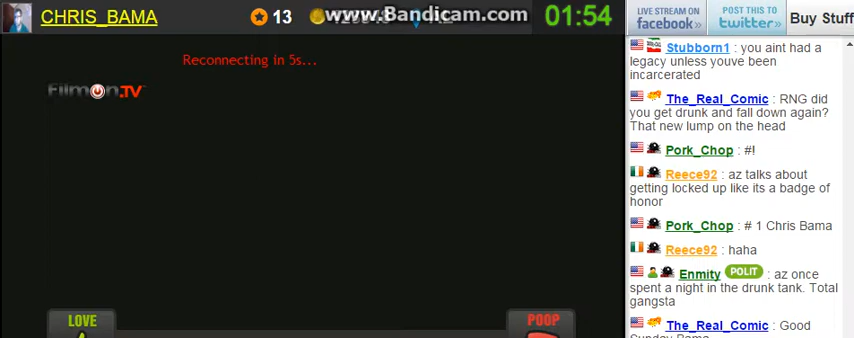 CHRIS_BAMA
13
www.Bandicam.com
01:54
LIVE STREAM ON
facebook»
POST THIS TO
twitter»
Buy Stuff
Reconnecting in 5s...
FilmOn.TV
Stubborn1 : you aint had a
legacy unless youve been
incarcerated
The_Real_Comic : RNG did
you get drunk and fall down again?
That new lump on the head
Pork_Chop : #!
Reece92 : az talks about
getting locked up like its a badge of
honor
Pork_Chop : # 1 Chris Bama
Reece92 : haha
Enmity POLIT : az once
spent a night in the drunk tank. Total
gangsta
The_Real_Comic : Good
Sunday Bama
LOVE
POOP